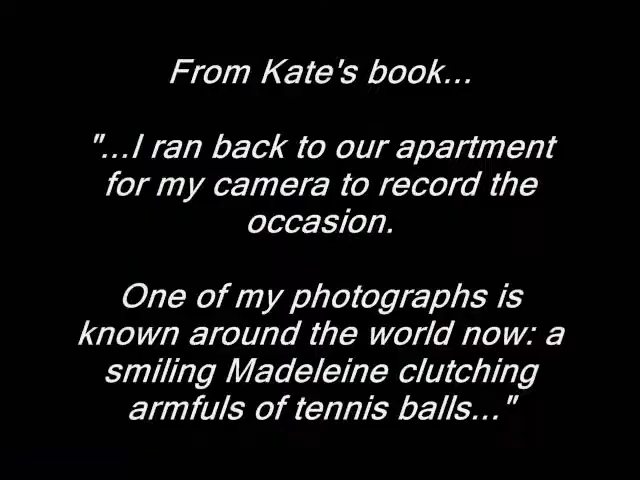 From Kate's book...
"...I ran back to our apartment
for my camera to record the
occasion.
One of my photographs is
known around the world now: a
smiling Madeleine clutching
armfuls of tennis balls..."